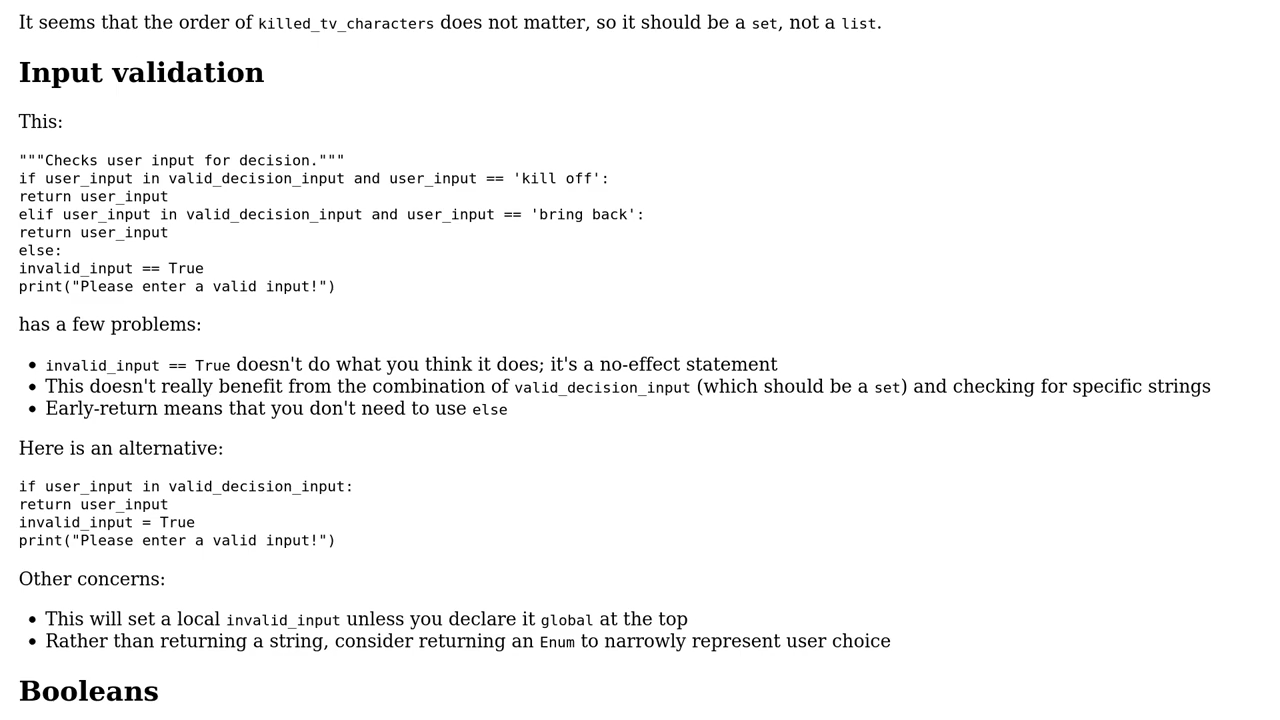 It seems that the order of killed_tv_characters does not matter, so it should be a set, not a list.
Input validation
This:
"""Checks user input for decision."""
if user_input in valid_decision_input and user_input == 'kill off':
return user_input
elif user_input in valid_decision_input and user_input == 'bring back':
return user_input
else:
invalid_input == True
print("Please enter a valid input!")
has a few problems:
• invalid_input == True doesn't do what you think it does; it's a no-effect statement
• This doesn't really benefit from the combination of valid_decision_input (which should be a set) and checking for specific strings
• Early-return means that you don't need to use else
Here is an alternative:
if user_input in valid_decision_input:
return user_input
invalid_input = True
print("Please enter a valid input!")
Other concerns:
• This will set a local invalid_input unless you declare it global at the top
• Rather than returning a string, consider returning an Enum to narrowly represent user choice
Booleans